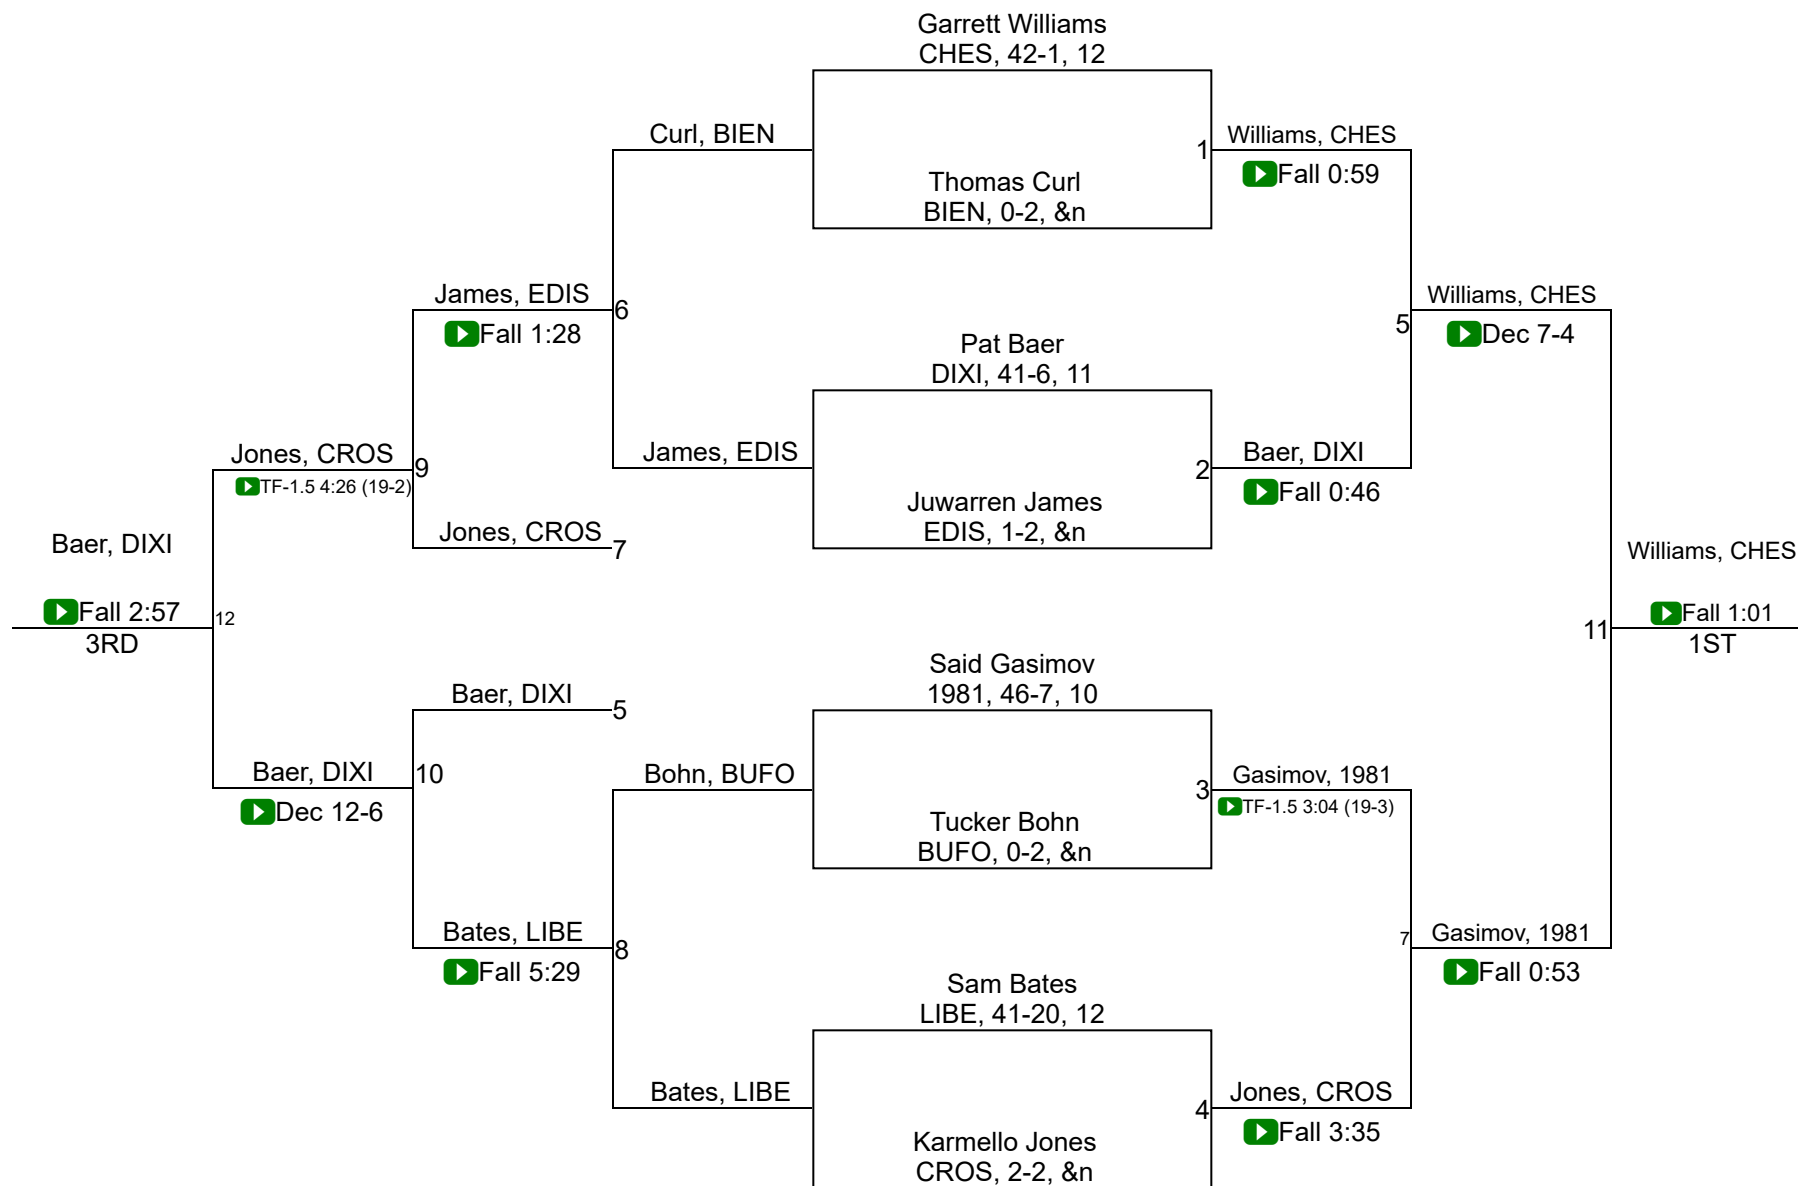 Garrett Williams
CHES, 42-1, 12
Curl, BIEN
1
Williams, CHES
Fall 0:59
Thomas Curl
BIEN, 0-2, &n
James, EDIS
6
Fall 1:28
Williams, CHES
5
Dec 7-4
Pat Baer
DIXI, 41-6, 11
Jones, CROS
9
TF-1.5 4:26 (19-2)
James, EDIS
2
Baer, DIXI
Fall 0:46
Juwarren James
EDIS, 1-2, &n
Jones, CROS
7
Baer, DIXI
Fall 2:57
12
3RD
Williams, CHES
11
Fall 1:01
1ST
Said Gasimov
1981, 46-7, 10
Baer, DIXI
5
Baer, DIXI
10
Dec 12-6
Bohn, BUFO
3
Gasimov, 1981
TF-1.5 3:04 (19-3)
Tucker Bohn
BUFO, 0-2, &n
Bates, LIBE
8
Fall 5:29
7
Gasimov, 1981
Fall 0:53
Sam Bates
LIBE, 41-20, 12
Bates, LIBE
4
Jones, CROS
Fall 3:35
Karmello Jones
CROS, 2-2, &n